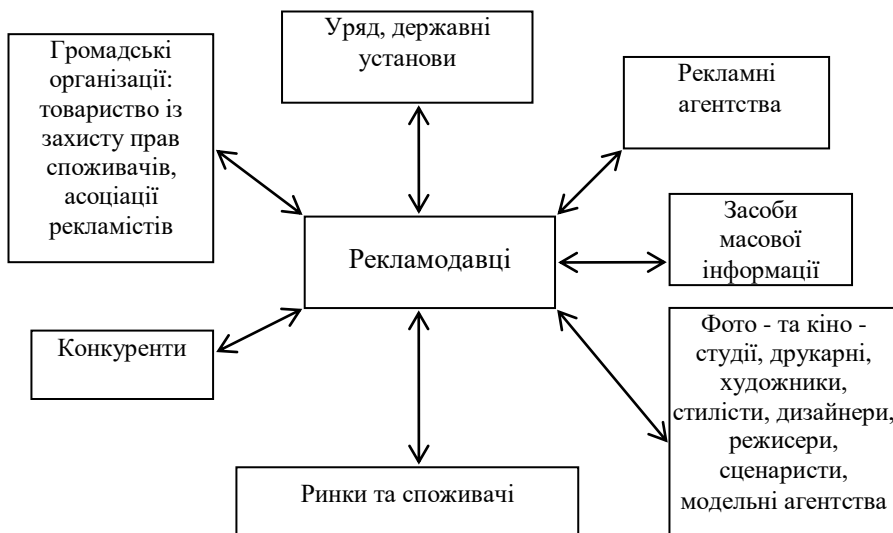 Громадські
організації:
товариство із
захисту прав
споживачів,
асоціації
рекламістів
Уряд, державні
установи
Рекламні
агентства
Рекламодавці
Засоби
масової
інформації
Конкуренти
Фото - та кіно -
студії, друкарні,
художники,
стилісти, дизайнери,
режисери,
сценаристи,
модельні агентства
Ринки та споживачі